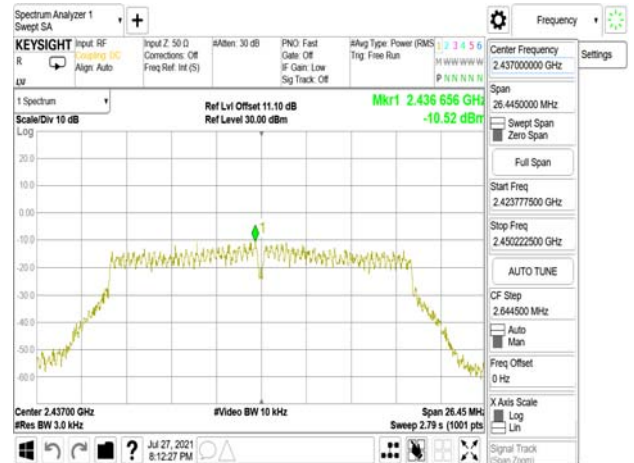 Spectrum Analyzer 1
Swept SA
+
Frequency
KEYSIGHT
R
LVI
Input: RF
Coupling: DC
Align: Auto
Input Z: 50 Ω
Corrections: Off
Freq Ref: Int (S)
#Atten: 30 dB
PNO: Fast
Gate: Off
IF Gain: Low
Sig Track: Off
#Avg Type: Power (RMS
Trig: Free Run
1 2 3 4 5 6
M W W W W W
P N N N N N
1 Spectrum
Scale/Div 10 dB
Log
Ref Lvl Offset 11.10 dB
Ref Level 30.00 dBm
Mkr1 2.436 656 GHz
-10.52 dBm
20.0
10.0
0.00
-10.0
-20.0
-30.0
-40.0
-50.0
-60.0
1
Center 2.43700 GHz
#Res BW 3.0 kHz
#Video BW 10 kHz
Span 26.45 MHz
Sweep 2.79 s (1001 pts
?
Jul 27, 2021
8:12:27 PM
Center Frequency
2.437000000 GHz
Settings
Span
26.4450000 MHz
Swept Span
Zero Span
Full Span
Start Freq
2.423777500 GHz
Stop Freq
2.450222500 GHz
AUTO TUNE
CF Step
2.644500 MHz
Auto
Man
Freq Offset
0 Hz
X Axis Scale
Log
Lin
Signal Track
(Span Zoom)